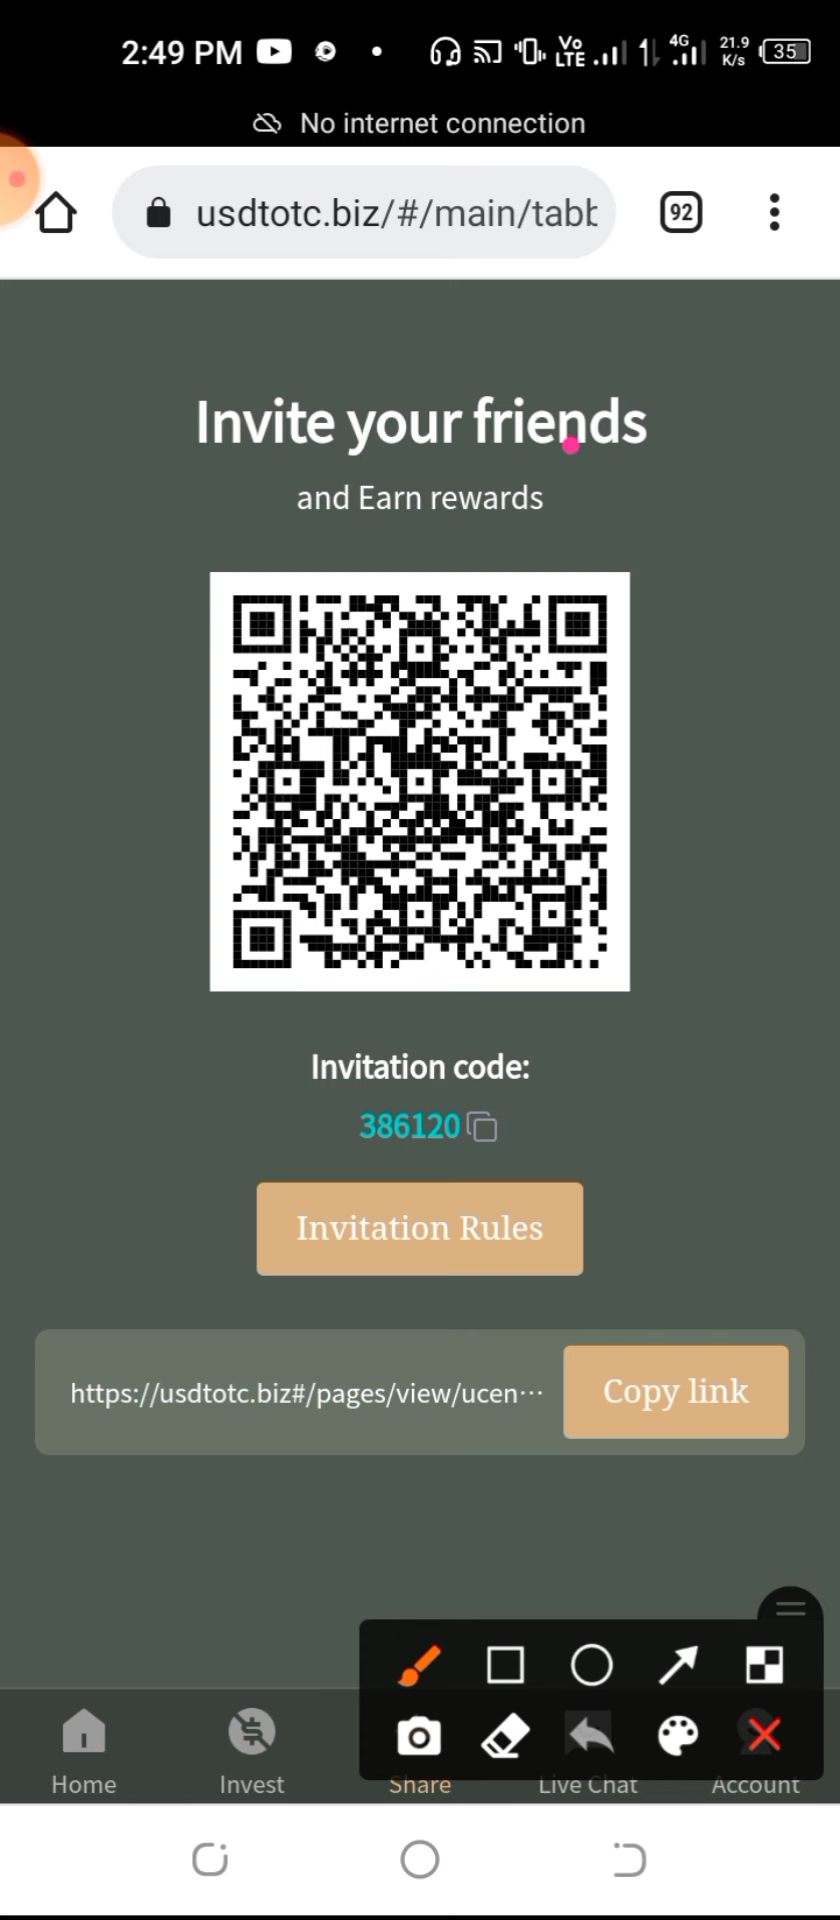 2:49 PM
Vo
LTE
4G
21.9
K/s
35
No internet connection
usdtotc.biz/#/main/tabb
92
Invite your friends
and Earn rewards
Invitation code:
386120
Invitation Rules
https://usdtotc.biz#/pages/view/ucen···
Copy link
Home
Invest
Share
Live Chat
Account